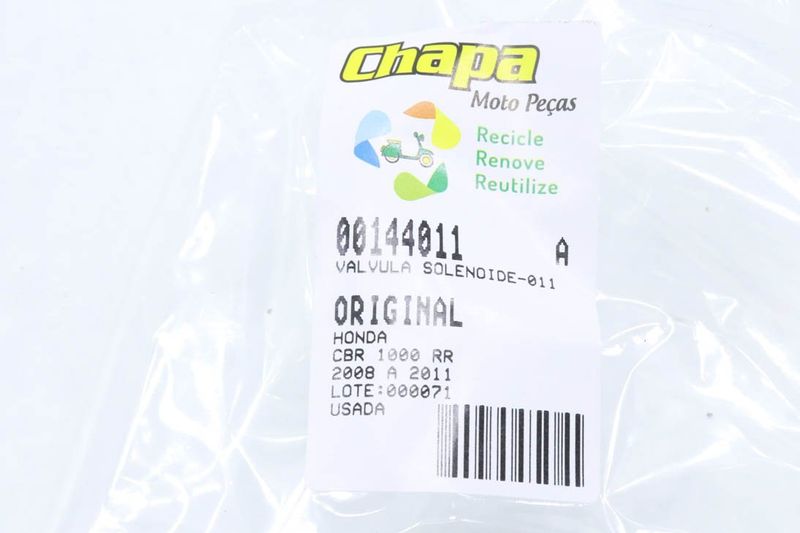 Chapa
Moto Peças
Recicle
Renove
Reutilize
00144011 A
VALVULA SOLENOIDE-011
ORIGINAL
HONDA
CBR 1000 RR
2008 A 2011
LOTE:000071
USADA